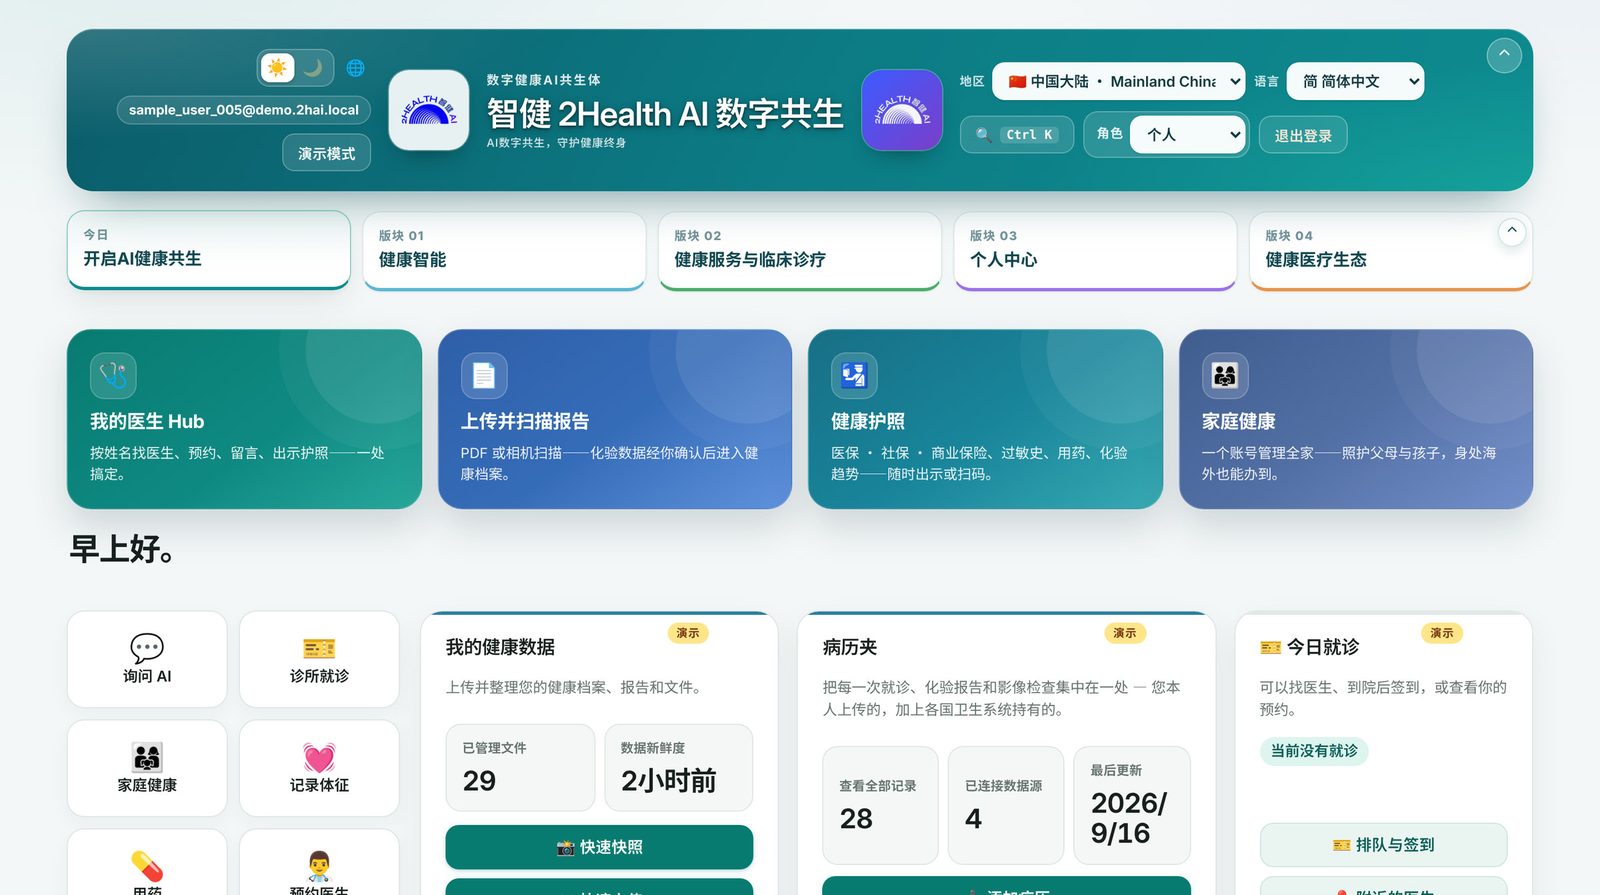 sample_user_005@demo.2hai.local
演示模式
2HEALTH 智健 AI
数字健康AI共生体
智健 2Health AI 数字共生
AI数字共生，守护健康终身
2HEALTH 智健 AI
地区
中国大陆 · Mainland China
语言
简 简体中文
Ctrl K
角色
个人
退出登录
今日
开启AI健康共生
版块 01
健康智能
版块 02
健康服务与临床诊疗
版块 03
个人中心
版块 04
健康医疗生态
我的医生 Hub
按姓名找医生、预约、留言、出示护照——一处
搞定。
上传并扫描报告
PDF 或相机扫描——化验数据经你确认后进入健
康档案。
健康护照
医保 · 社保 · 商业保险、过敏史、用药、化验
趋势——随时出示或扫码。
家庭健康
一个账号管理全家——照护父母与孩子，身处海
外也能办到。
早上好。
询问 AI
诊所就诊
家庭健康
记录体征
用药
预约医生
演示
我的健康数据
上传并整理您的健康档案、报告和文件。
已管理文件
29
数据新鲜度
2小时前
快速快照
演示
病历夹
把每一次就诊、化验报告和影像检查集中在一处 — 您本
人上传的，加上各国卫生系统持有的。
查看全部记录
28
已连接数据源
4
最后更新
2026/
9/16
演示
今日就诊
可以找医生、到院后签到，或查看你的
预约。
当前没有就诊
排队与签到